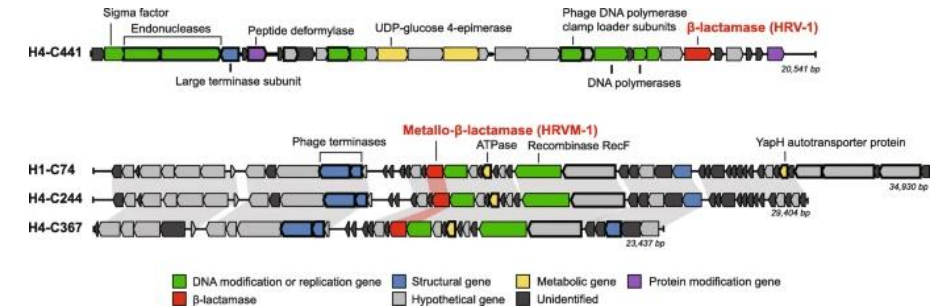 Sigma factor
Endonucleases
Peptide deformylase
UDP-glucose 4-epimerase
Phage DNA polymerase
clamp loader subunits
β-lactamase (HRV-1)
H4-C441
20,541 bp
Large terminase subunit
DNA polymerases
Metallo-β-lactamase (HRVM-1)
Phage terminases
ATPase
Recombinase RecF
YapH autotransporter protein
H1-C74
34,930 bp
H4-C244
29,404 bp
H4-C367
23,437 bp
DNA modification or replication gene
Structural gene
Metabolic gene
Protein modification gene
β-lactamase
Hypothetical gene
Unidentified